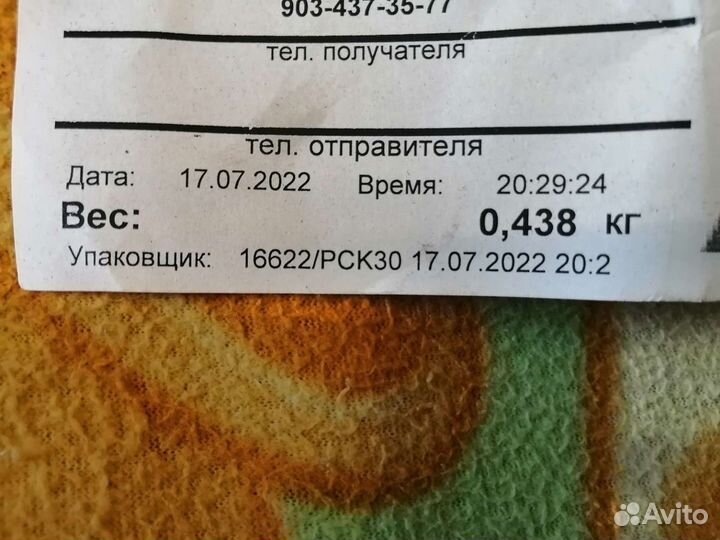 903-437-35-77
тел. получателя
тел. отправителя
Дата: 17.07.2022 Время: 20:29:24
Вес: 0,438 кг
Упаковщик: 16622/РСК30 17.07.2022 20:2
Avito